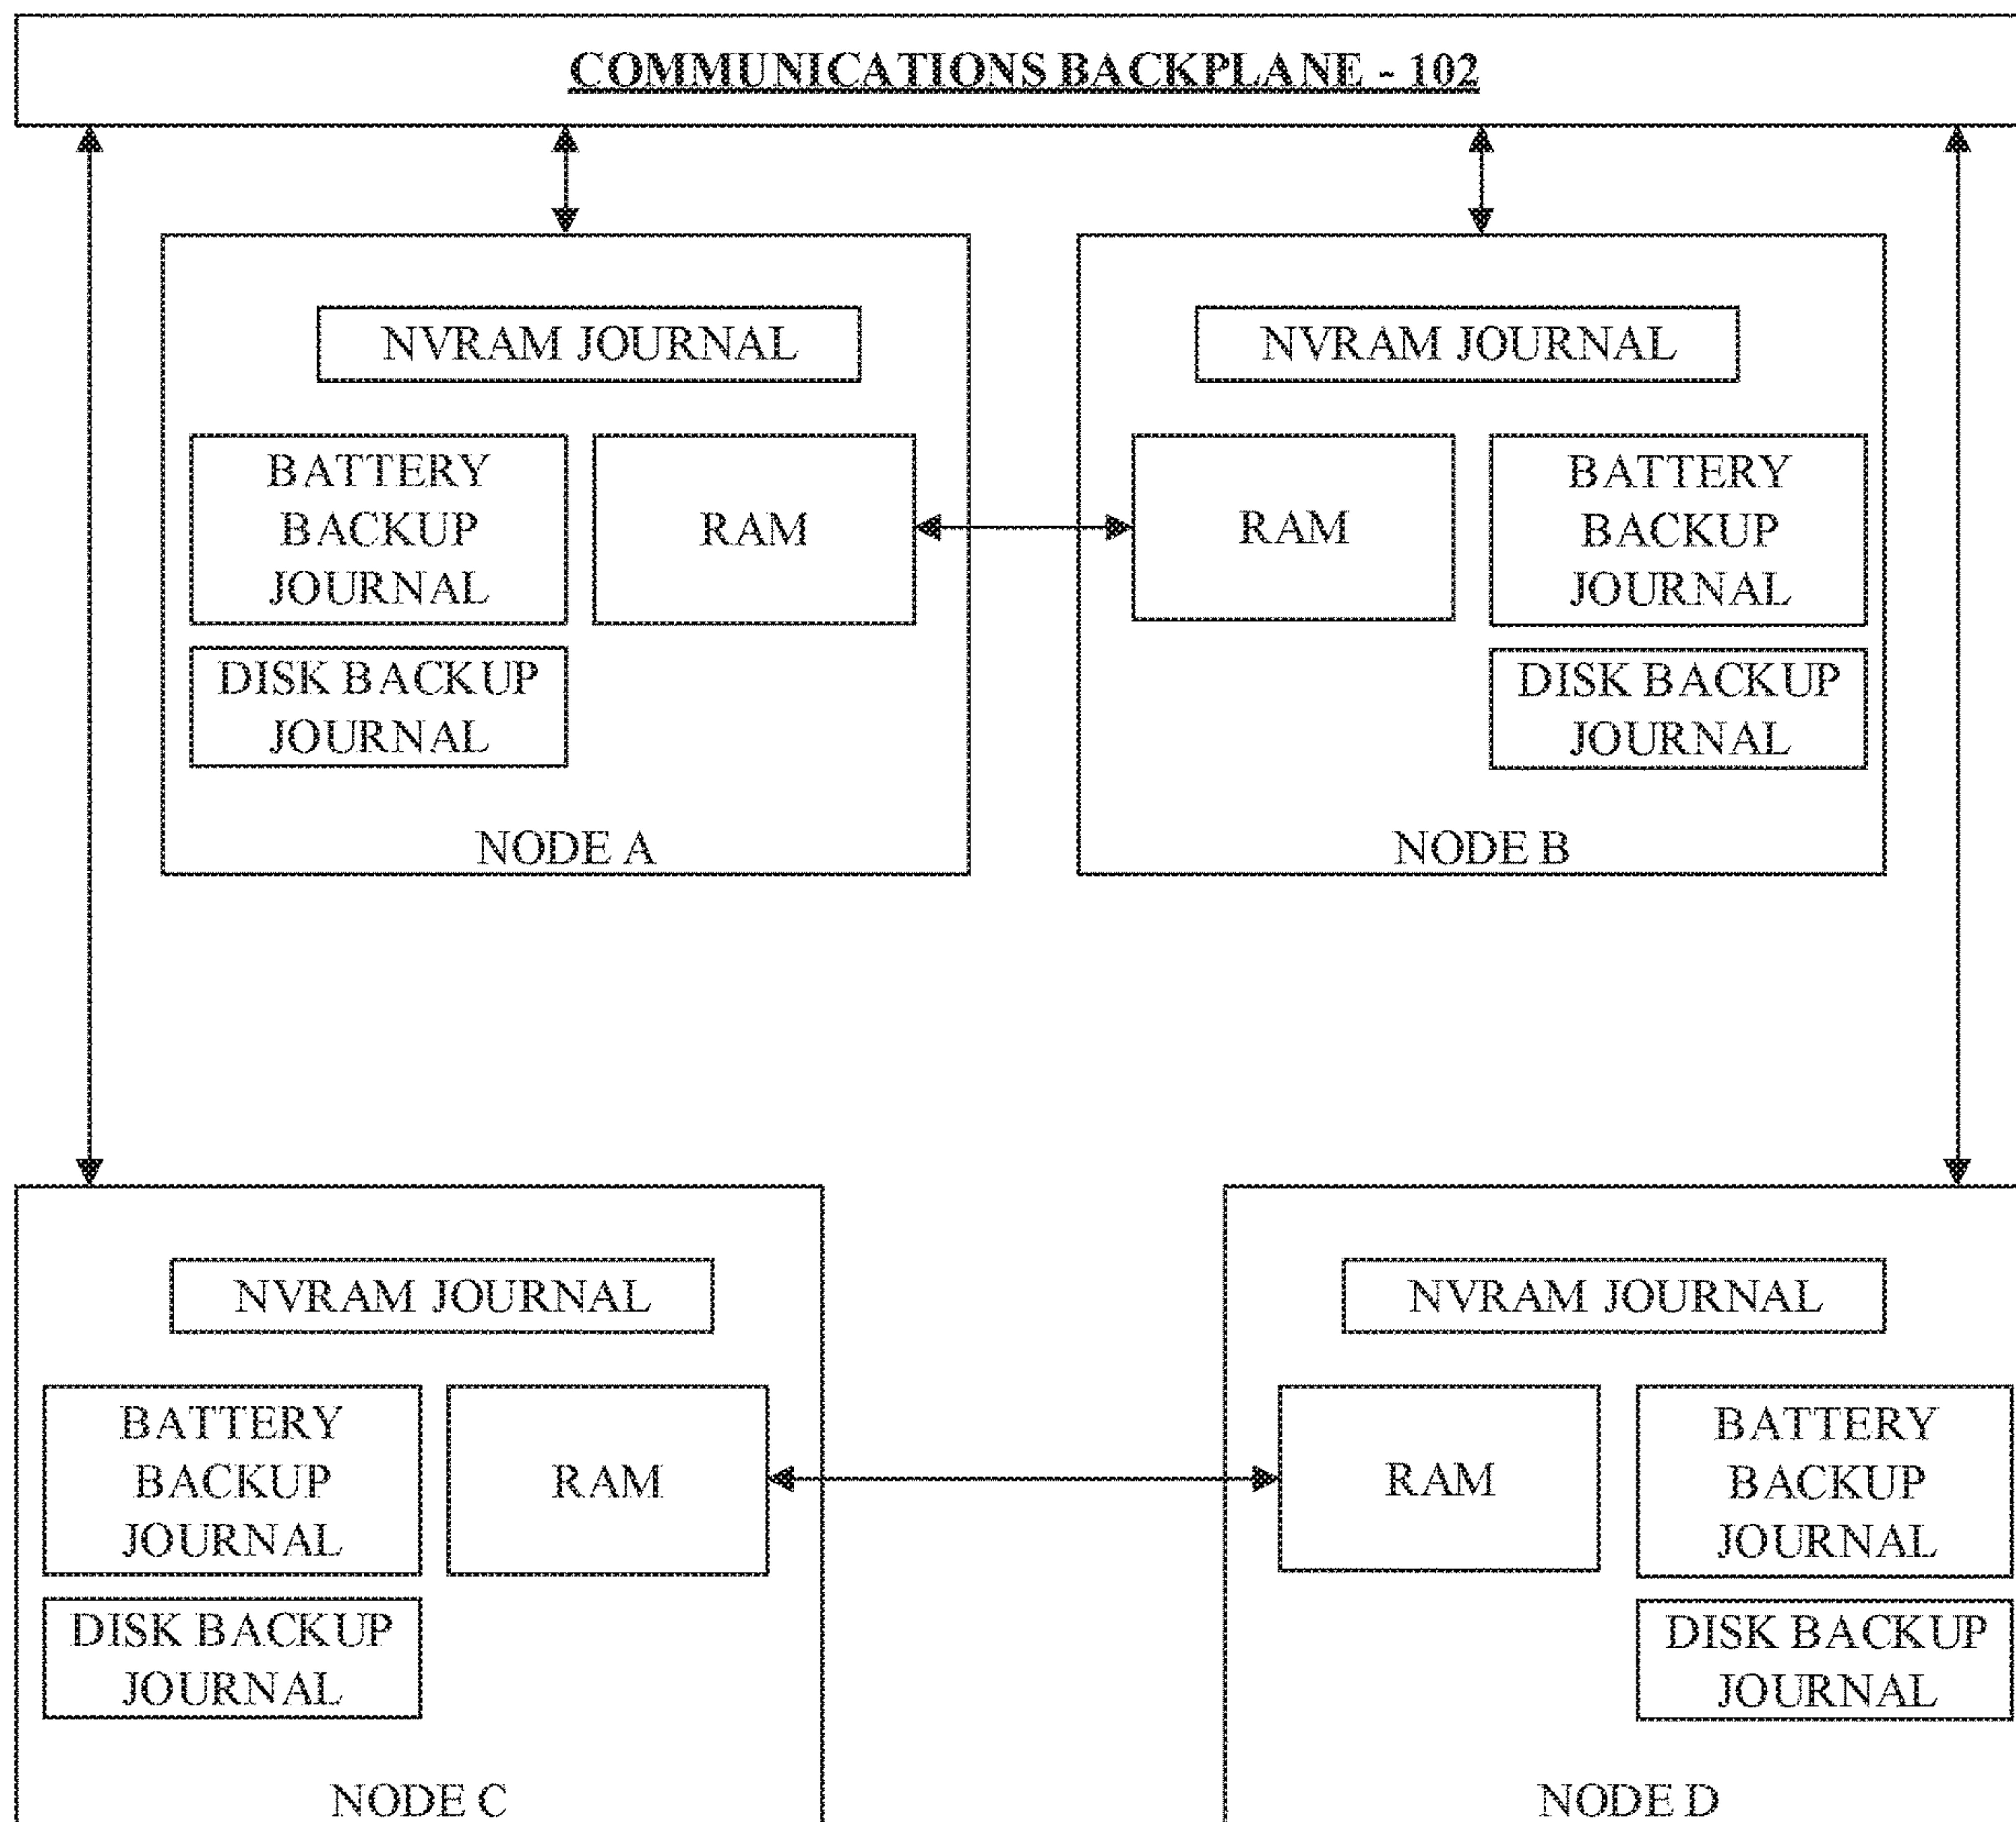 COMMUNICATIONS BACKPLANE - 102
NVRAM JOURNAL
BATTERY
BACKUP
JOURNAL
RAM
DISK BACKUP
JOURNAL
NODE A
NVRAM JOURNAL
RAM
BATTERY
BACKUP
JOURNAL
DISK BACKUP
JOURNAL
NODE B
NVRAM JOURNAL
BATTERY
BACKUP
JOURNAL
RAM
DISK BACKUP
JOURNAL
NODE C
NVRAM JOURNAL
RAM
BATTERY
BACKUP
JOURNAL
DISK BACKUP
JOURNAL
NODE D